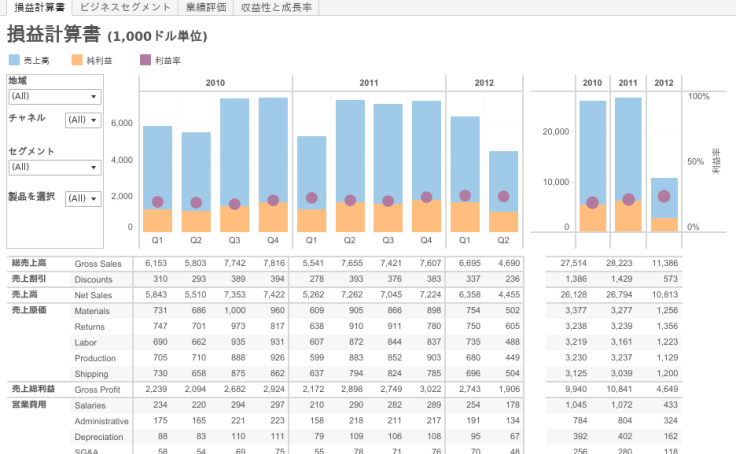 損益計算書 ビジネスセグメント 業績評価 収益性と成長率
損益計算書 (1,000ドル単位)
売上高 純利益 利益率
地域
(All)
チャネル (All)
セグメント
(All)
製品を選択 (All)
2010 2011 2012
6,000
4,000
2,000
0
Q1 Q2 Q3 Q4 Q1 Q2 Q3 Q4 Q1 Q2
2010 2011 2012
20,000
10,000
0
100%
50%
0%
利益率
総売上高 Gross Sales 6,153 5,803 7,742 7,816 5,541 7,655 7,421 7,607 6,695 4,690 27,514 28,223 11,386
売上割引 Discounts 310 293 389 394 278 393 376 383 337 236 1,386 1,429 573
売上高 Net Sales 5,843 5,510 7,353 7,422 5,262 7,262 7,045 7,224 6,358 4,455 26,128 26,794 10,813
売上原価 Materials 731 686 1,000 960 609 905 866 898 754 502 3,377 3,277 1,256
Returns 747 701 973 817 638 910 911 780 750 605 3,238 3,239 1,356
Labor 690 662 935 931 607 872 844 837 735 488 3,219 3,161 1,223
Production 705 710 888 926 599 883 852 903 680 449 3,230 3,237 1,129
Shipping 730 658 875 862 637 794 824 785 696 504 3,125 3,039 1,200
売上総利益 Gross Profit 2,239 2,094 2,682 2,924 2,172 2,898 2,749 3,022 2,743 1,906 9,940 10,841 4,649
営業費用 Salaries 234 220 294 297 210 290 282 289 254 178 1,045 1,072 433
Administrative 175 165 221 223 158 218 211 217 191 134 784 804 324
Depreciation 88 83 110 111 79 109 106 108 95 67 392 402 162
SG&A 58 54 69 75 55 78 71 76 70 48 256 280 118